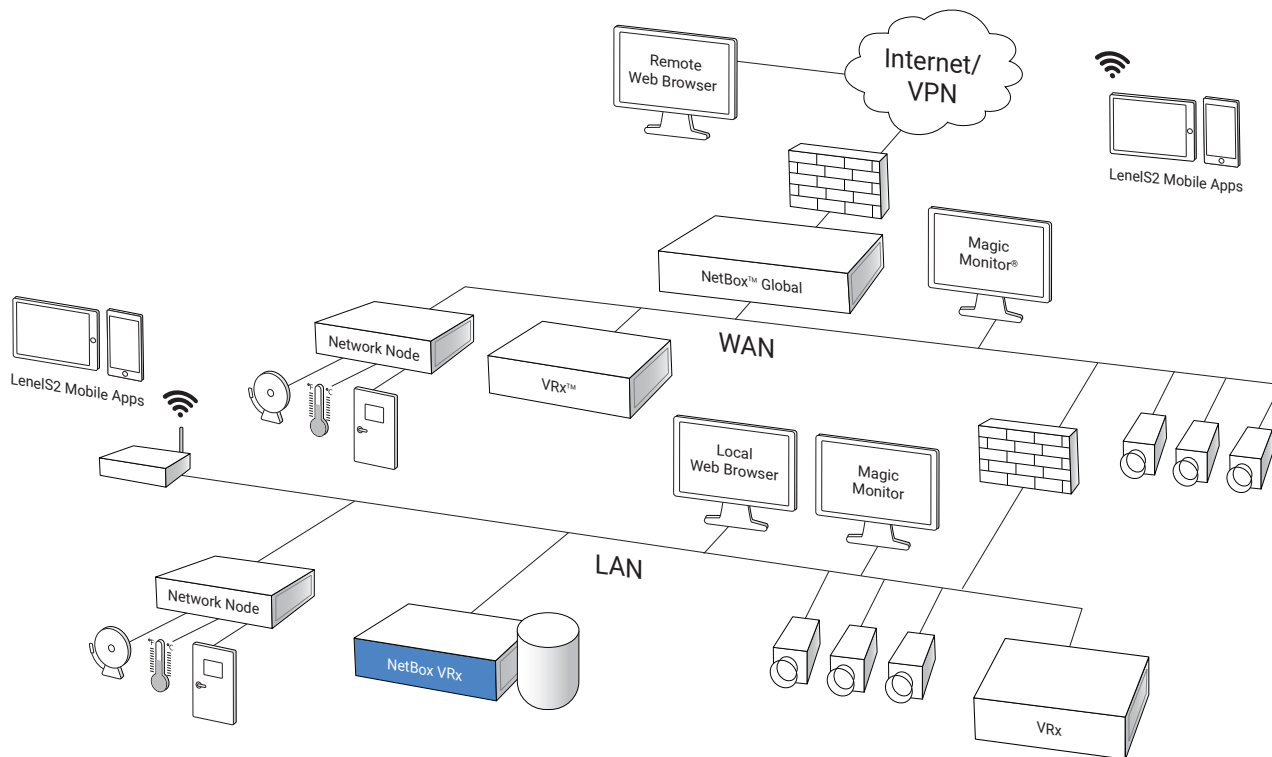 Remote
Web Browser
Internet/
VPN
LenelS2 Mobile Apps
Magic
Monitor®
NetBox™ Global
WAN
Network Node
VRx™
°F
°C
LenelS2 Mobile Apps
Local
Web Browser
Magic
Monitor
LAN
Network Node
°F
°C
NetBox VRx
VRx